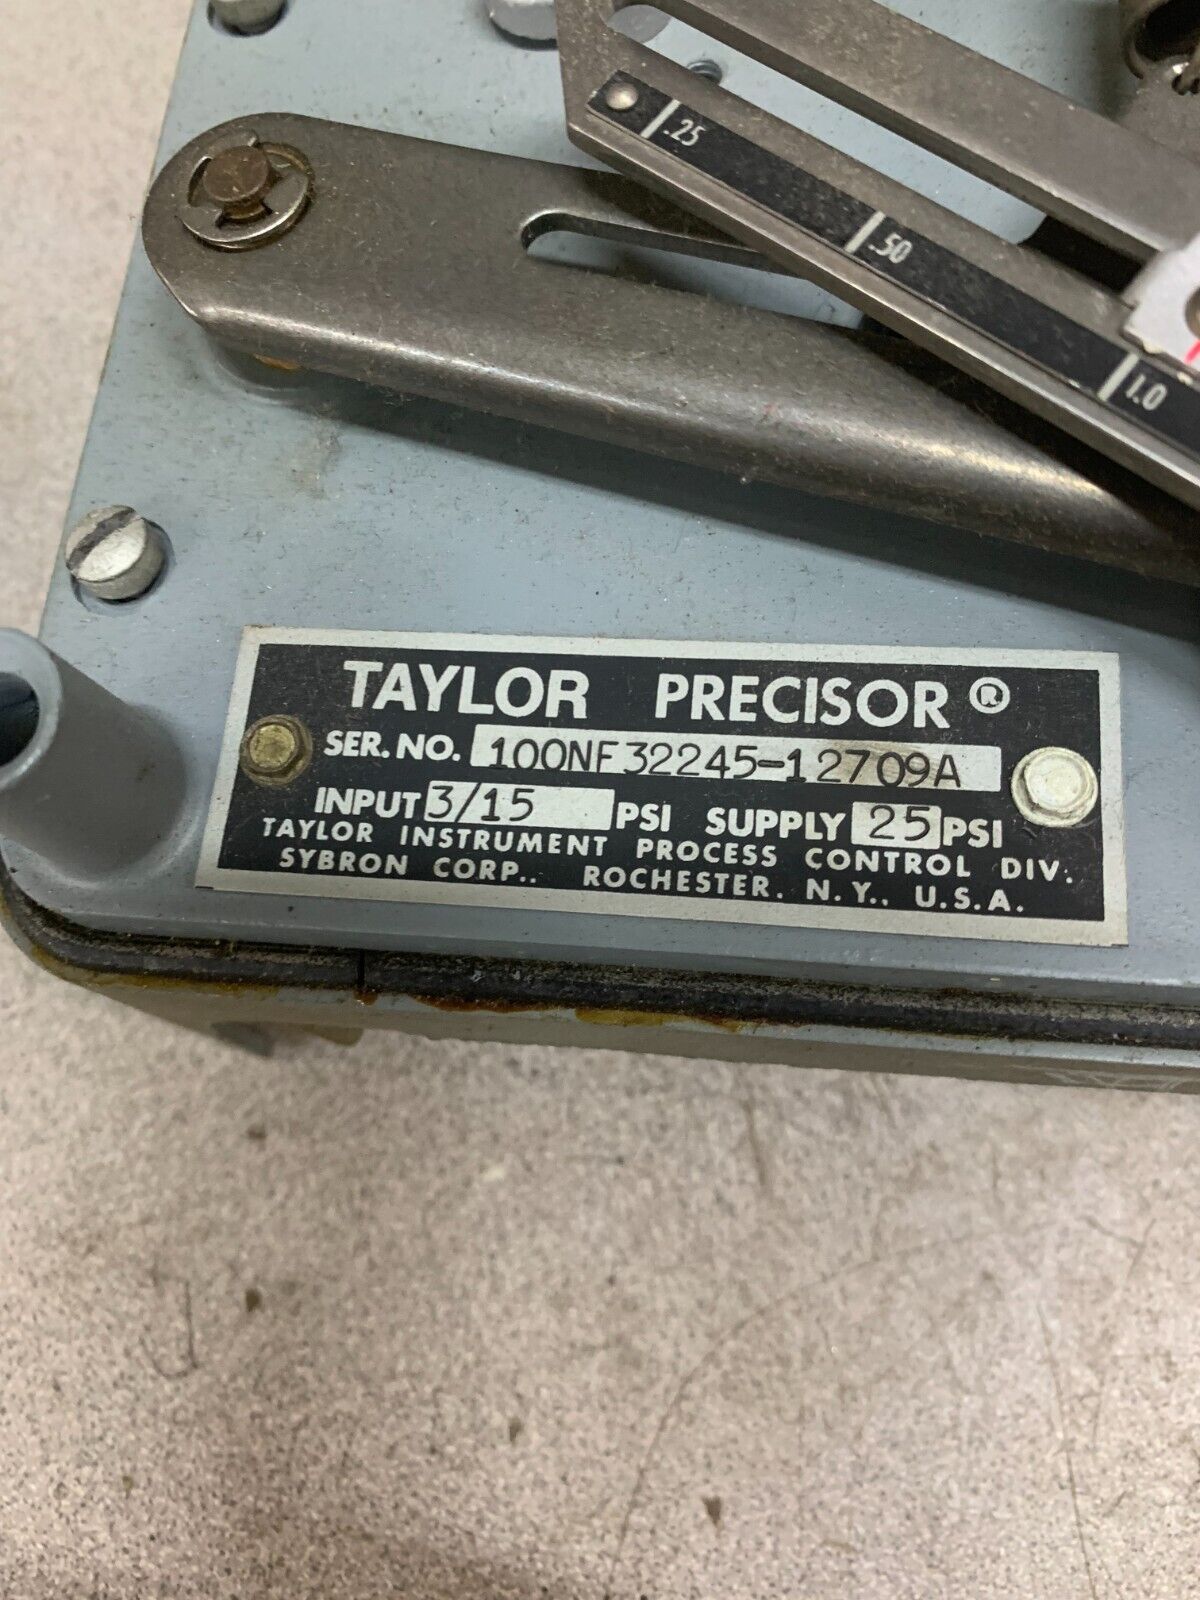 .25
.50
1.0
TAYLOR PRECISOR ®
SER. NO. 100NF32245-12709A
INPUT 3/15 PSI SUPPLY 25 PSI
TAYLOR INSTRUMENT PROCESS CONTROL DIV.
SYBRON CORP.. ROCHESTER. N.Y.. U.S.A.